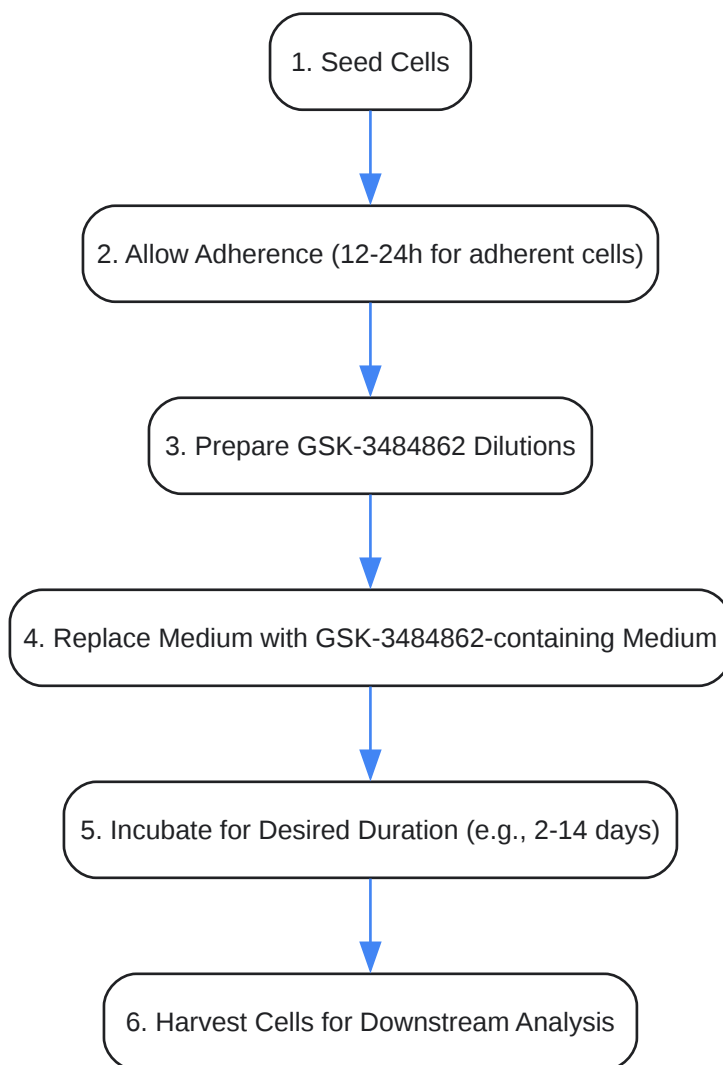 1. Seed Cells
2. Allow Adherence (12-24h for adherent cells)
3. Prepare GSK-3484862 Dilutions
4. Replace Medium with GSK-3484862-containing Medium
5. Incubate for Desired Duration (e.g., 2-14 days)
6. Harvest Cells for Downstream Analysis